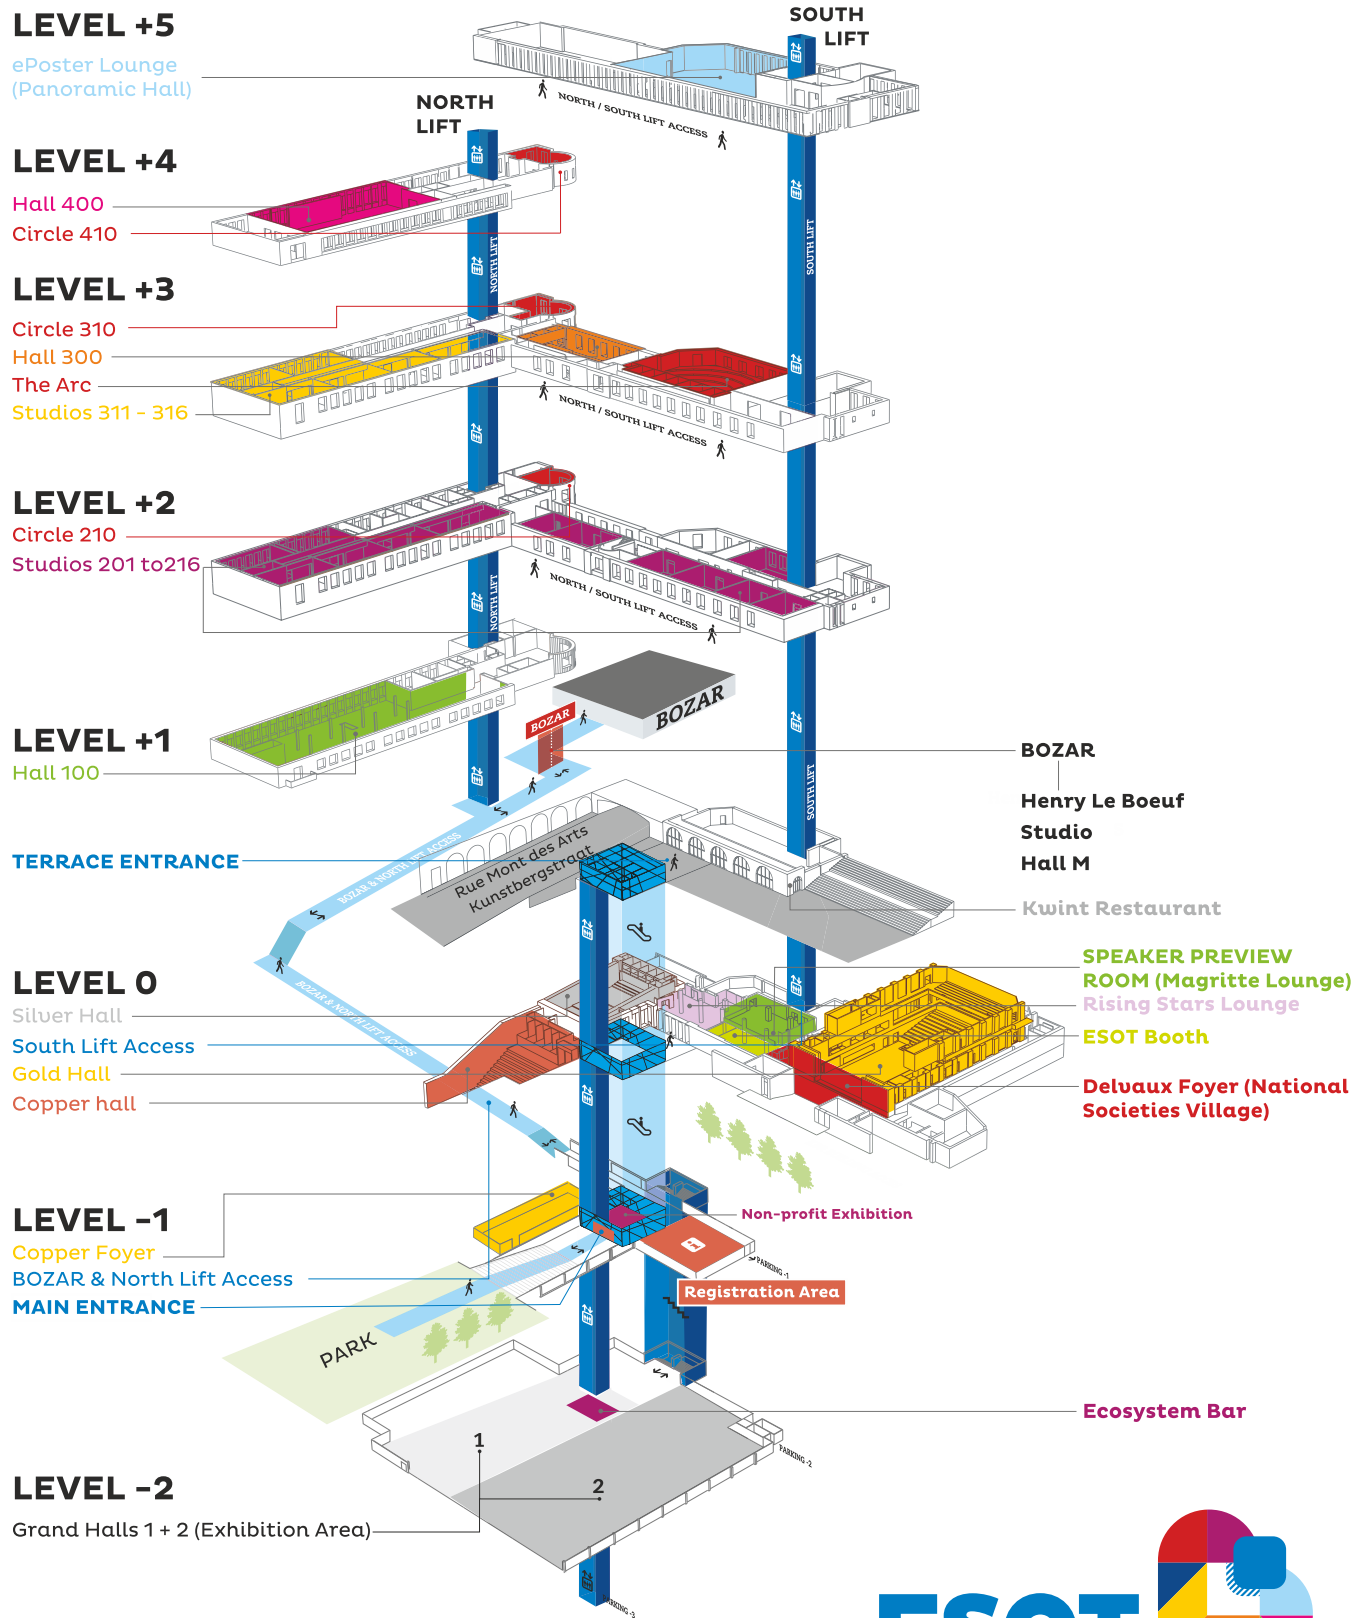 LEVEL +5
SOUTH
LIFT
ePoster Lounge
(Panoramic Hall)
NORTH / SOUTH LIFT ACCESS
NORTH
LIFT
LEVEL +4
Hall 400
Circle 410
NORTH LIFT
SOUTH LIFT
LEVEL +3
Circle 310
Hall 300
The Arc
Studios 311 - 316
NORTH / SOUTH LIFT ACCESS
LEVEL +2
Circle 210
Studios 201 to216
NORTH LIFT
NORTH / SOUTH LIFT ACCESS
BOZAR
BOZAR
LEVEL +1
Hall 100
BOZAR
Henry Le Boeuf
Studio
Hall M
SOUTH LIFT
TERRACE ENTRANCE
BOZAR & NORTH LIFT ACCESS
Rue Mont des Arts
Kunstbergstraat
Kwint Restaurant
SPEAKER PREVIEW
ROOM (Magritte Lounge)
Rising Stars Lounge
ESOT Booth
Delvaux Foyer (National
Societies Village)
LEVEL 0
Silver Hall
South Lift Access
Gold Hall
Copper hall
BOZAR & NORTH LIFT ACCESS
LEVEL -1
Copper Foyer
BOZAR & North Lift Access
MAIN ENTRANCE
Non-profit Exhibition
PARKING -1
Registration Area
PARK
Ecosystem Bar
1
2
PARKING -2
LEVEL -2
Grand Halls 1 + 2 (Exhibition Area)
PARKING -3
ESOT